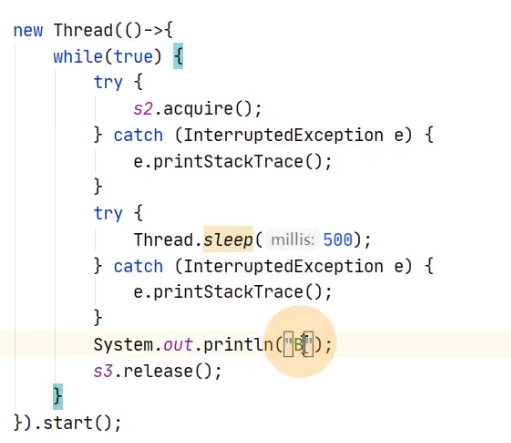 new Thread(()->{
    while(true) {
        try {
            s2.acquire();
        } catch (InterruptedException e) {
            e.printStackTrace();
        }
        try {
            Thread.sleep( millis: 500);
        } catch (InterruptedException e) {
            e.printStackTrace();
        }
        System.out.println("B");
        s3.release();
    }
}).start();